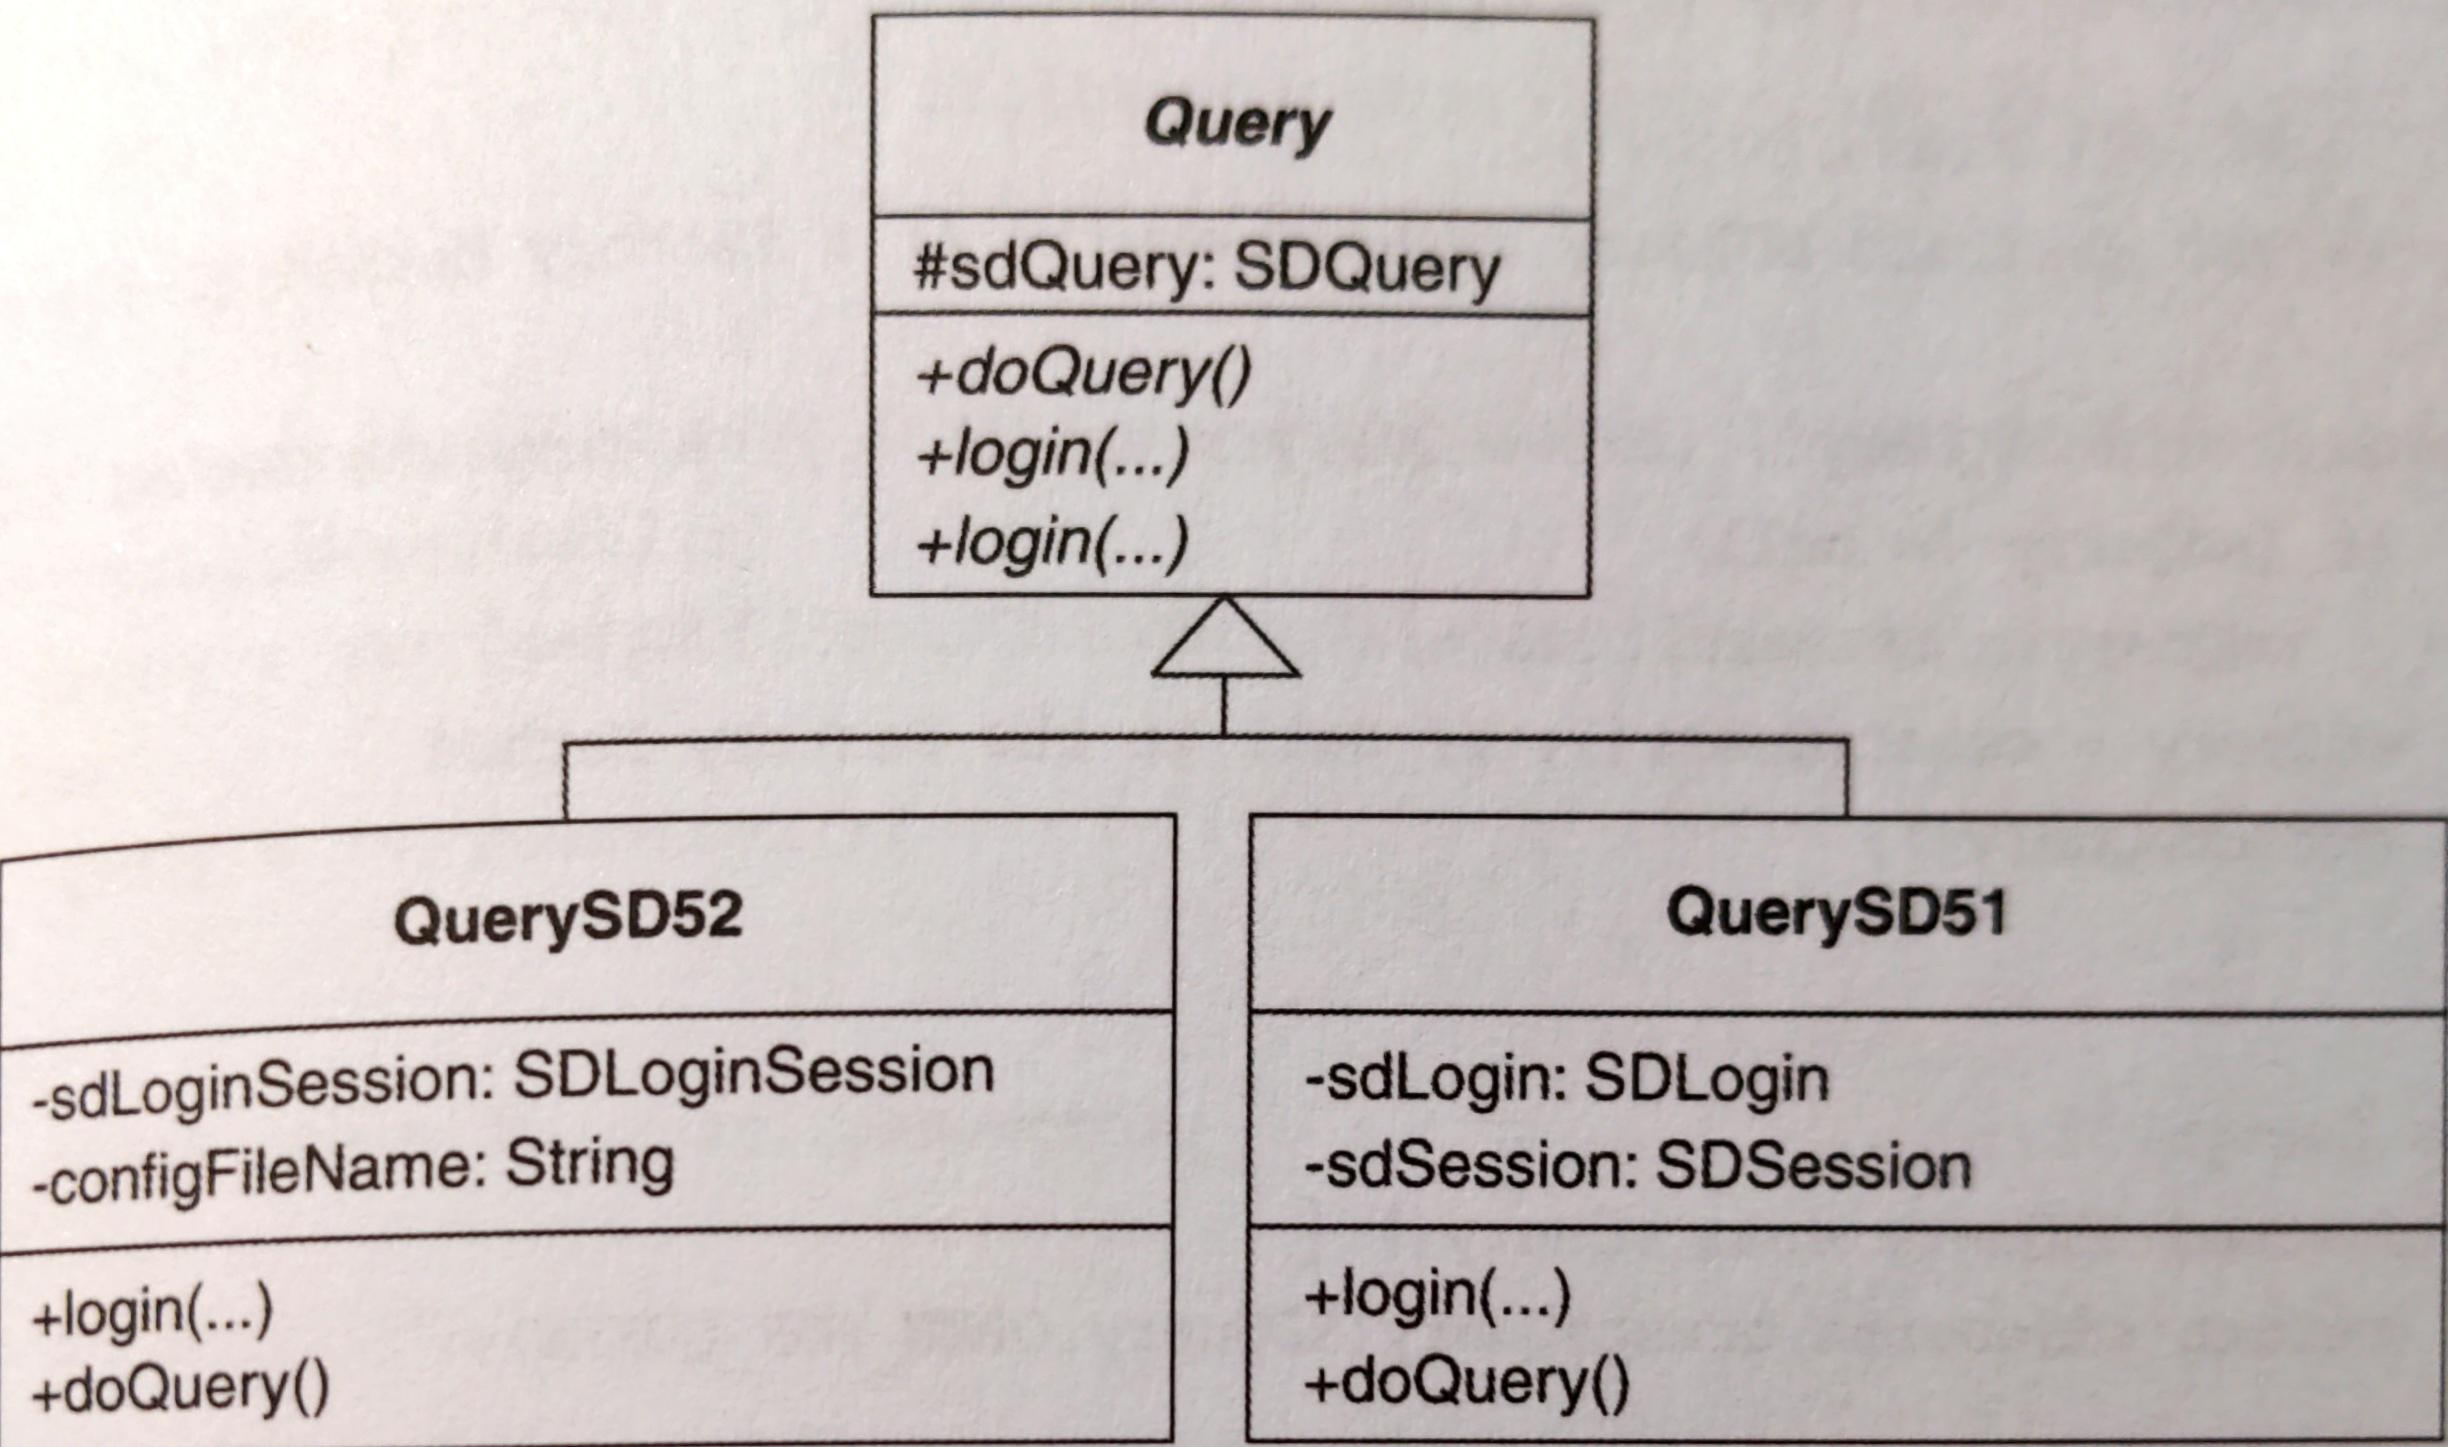 Query
#sdQuery: SDQuery
+doQuery()
+login(...)
+login(...)
QuerySD52
-sdLoginSession: SDLoginSession
-configFileName: String
+login(...)
+doQuery()
QuerySD51
-sdLogin: SDLogin
-sdSession: SDSession
+login(...)
+doQuery()